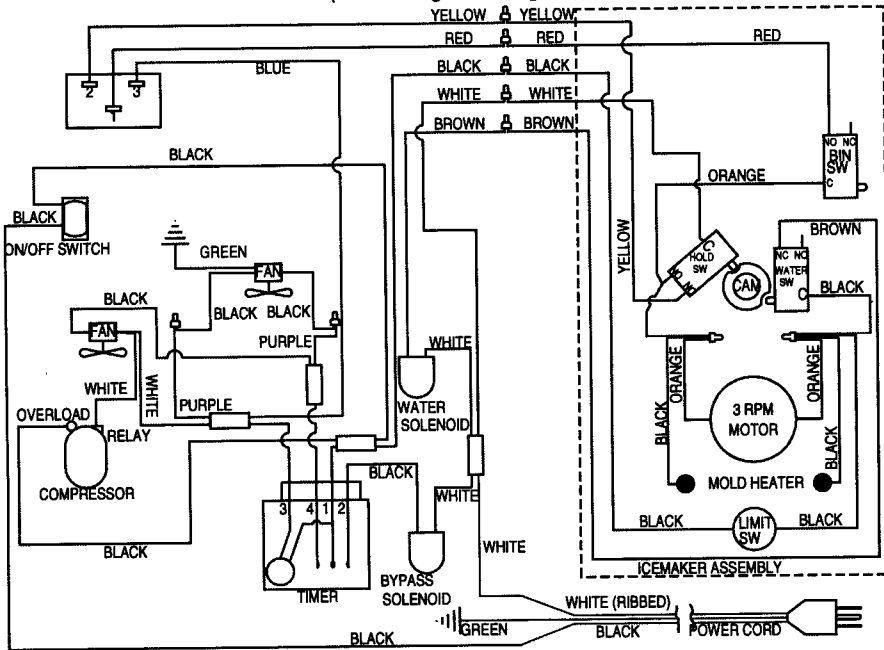 YELLOW YELLOW
RED RED RED
BLUE
BLACK BLACK
WHITE WHITE
BROWN BROWN
2 3
BLACK
NO NC
BIN
SW
C
ORANGE
BLACK
ON/OFF SWITCH
GREEN
FAN
YELLOW
C
HOLD
SW
NO
CAM
NC NO
WATER
SW
C
BROWN
BLACK
BLACK
BLACK BLACK
FAN
PURPLE
WHITE
WHITE
WHITE
PURPLE
WATER
SOLENOID
ORANGE
ORANGE
BLACK
BLACK
3 RPM
MOTOR
OVERLOAD
RELAY
COMPRESSOR
BLACK
WHITE
MOLD HEATER
3 4 1 2
BLACK
LIMIT
SW
BLACK
BLACK
WHITE
ICEMAKER ASSEMBLY
TIMER
BYPASS
SOLENOID
WHITE (RIBBED)
GREEN
BLACK
POWER CORD
BLACK